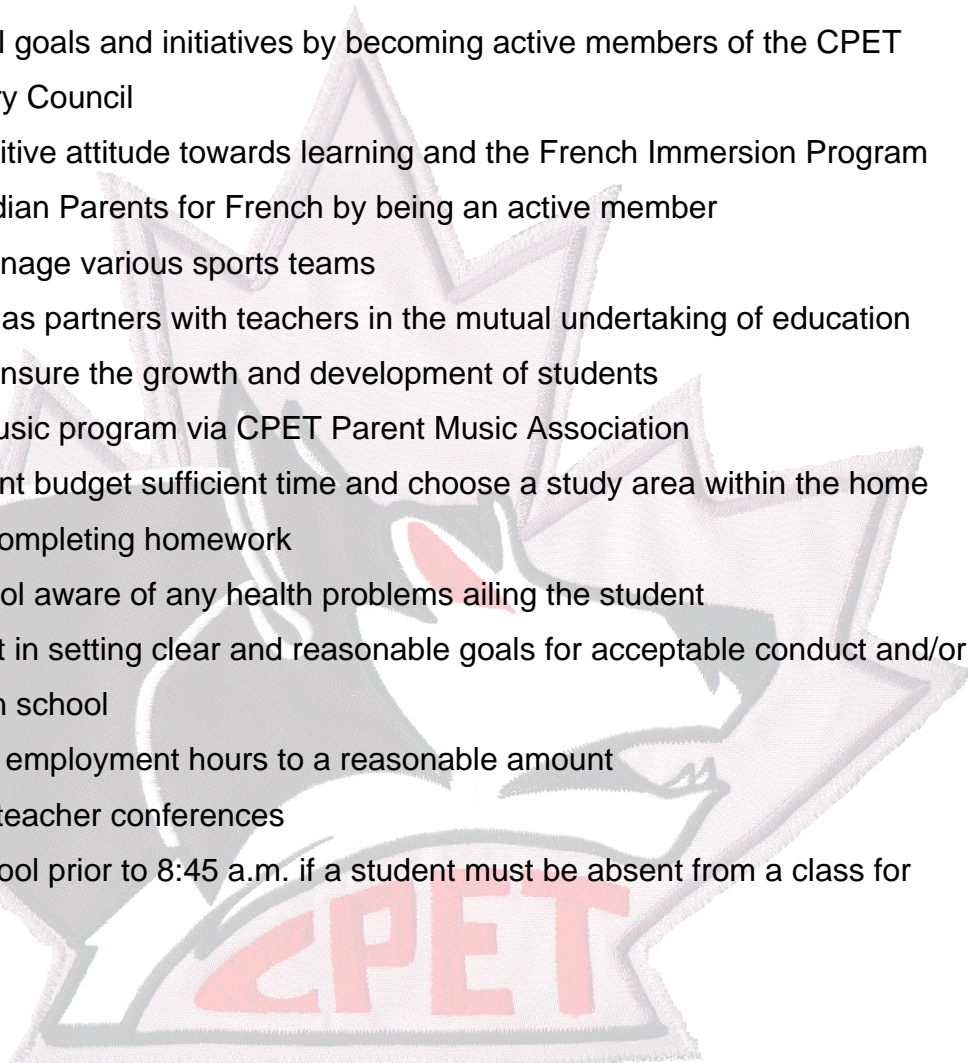 l goals and initiatives by becoming active members of the CPET
ry Council
itive attitude towards learning and the French Immersion Program
dian Parents for French by being an active member
nage various sports teams
as partners with teachers in the mutual undertaking of education
nsure the growth and development of students
usic program via CPET Parent Music Association
nt budget sufficient time and choose a study area within the home
ompleting homework
ol aware of any health problems ailing the student
t in setting clear and reasonable goals for acceptable conduct and/or
n school
employment hours to a reasonable amount
teacher conferences
ool prior to 8:45 a.m. if a student must be absent from a class for
CPET